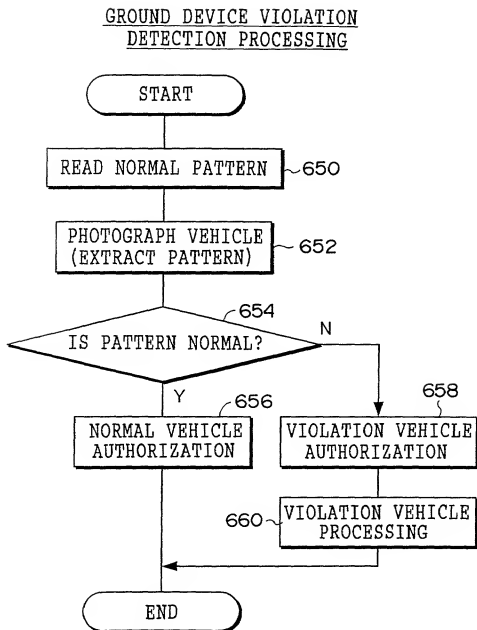 GROUND DEVICE VIOLATION
DETECTION PROCESSING
START
READ NORMAL PATTERN
650
PHOTOGRAPH VEHICLE
(EXTRACT PATTERN)
652
654
IS PATTERN NORMAL?
N
Y
656
NORMAL VEHICLE
AUTHORIZATION
658
VIOLATION VEHICLE
AUTHORIZATION
660
VIOLATION VEHICLE
PROCESSING
END